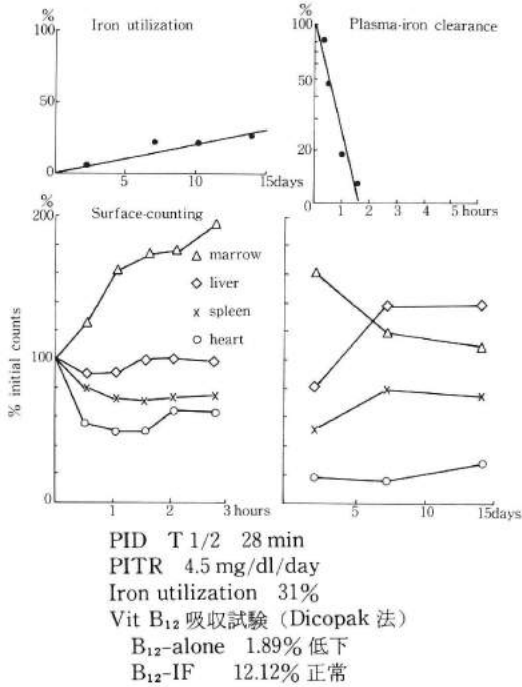 Iron utilization
Plasma-iron clearance
%
100
50
0
5
10
15days
%
100
50
20
0
1
2
3
4
5 hours
%
200
100
0
% initial counts
Surface-counting
marrow
liver
spleen
heart
1
2
3 hours
5
10
15days
PID T 1/2 28 min
PITR 4.5 mg/dl/day
Iron utilization 31%
Vit B₁₂ 吸収試験(Dicopak 法)
B₁₂-alone 1.89% 低下
B₁₂-IF 12.12% 正常